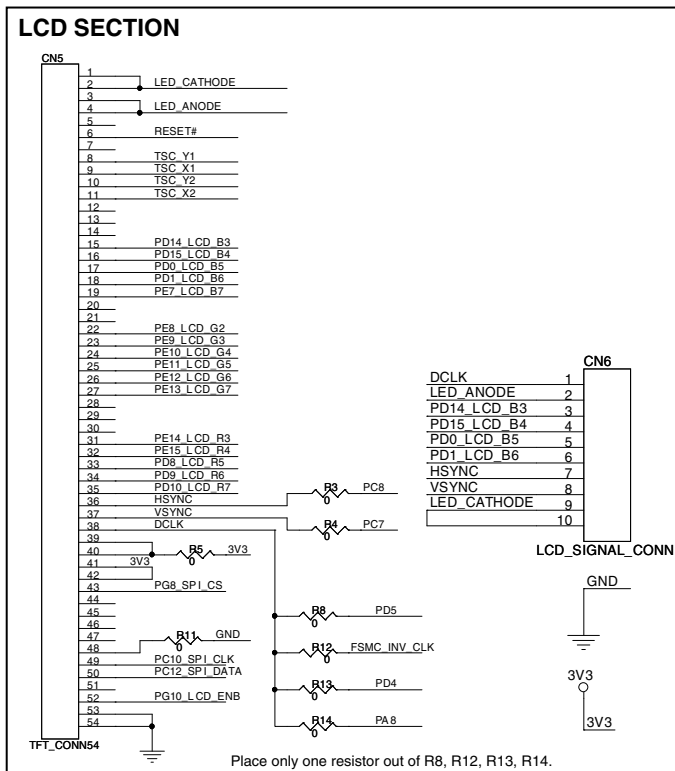 LCD SECTION
CN5
1
2 LED_CATHODE
3
4 LED_ANODE
5
6 RESET#
7
8 TSC_Y1
9 TSC_X1
10 TSC_Y2
11 TSC_X2
12
13
14
15 PD14_LCD_B3
16 PD15_LCD_B4
17 PD0_LCD_B5
18 PD1_LCD_B6
19 PE7_LCD_B7
20
21
22 PE8_LCD_G2
23 PE9_LCD_G3
24 PE10_LCD_G4
25 PE11_LCD_G5
26 PE12_LCD_G6
27 PE13_LCD_G7
28
29
30
31 PE14_LCD_R3
32 PE15_LCD_R4
33 PD8_LCD_R5
34 PD9_LCD_R6
35 PD10_LCD_R7
36 HSYNC R3 0 PC8
37 VSYNC R4 0 PC7
38 DCLK
39
40 R5 0 3V3
41 3V3
42
43 PG8_SPI_CS
44
45
46
47
48 R11 0 GND
49 PC10_SPI_CLK
50 PC12_SPI_DATA
51
52 PG10_LCD_ENB
53
54
TFT_CONN54
R8 0 PD5
R12 0 FSMC_INV_CLK
R13 0 PD4
R14 0 PA8
Place only one resistor out of R8, R12, R13, R14.
CN6
DCLK 1
LED_ANODE 2
PD14_LCD_B3 3
PD15_LCD_B4 4
PD0_LCD_B5 5
PD1_LCD_B6 6
HSYNC 7
VSYNC 8
LED_CATHODE 9
10
LCD_SIGNAL_CONN
GND
3V3
3V3